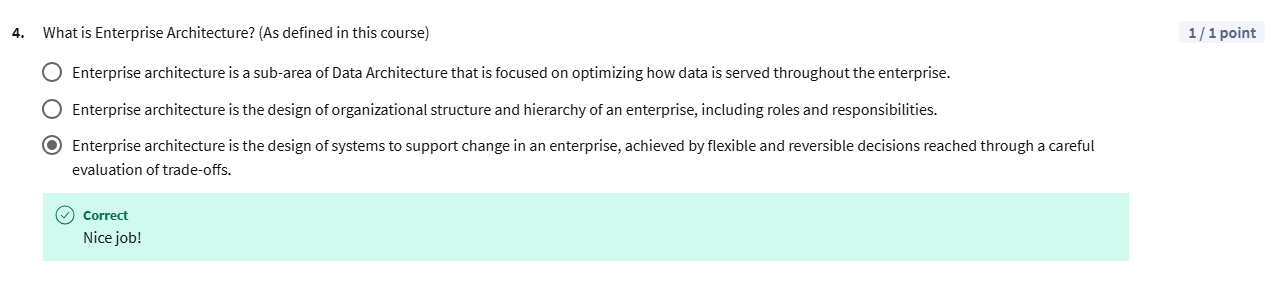 4. What is Enterprise Architecture? (As defined in this course)
1 / 1 point
Enterprise architecture is a sub-area of Data Architecture that is focused on optimizing how data is served throughout the enterprise.
Enterprise architecture is the design of organizational structure and hierarchy of an enterprise, including roles and responsibilities.
Enterprise architecture is the design of systems to support change in an enterprise, achieved by flexible and reversible decisions reached through a careful
evaluation of trade-offs.
Correct
Nice job!